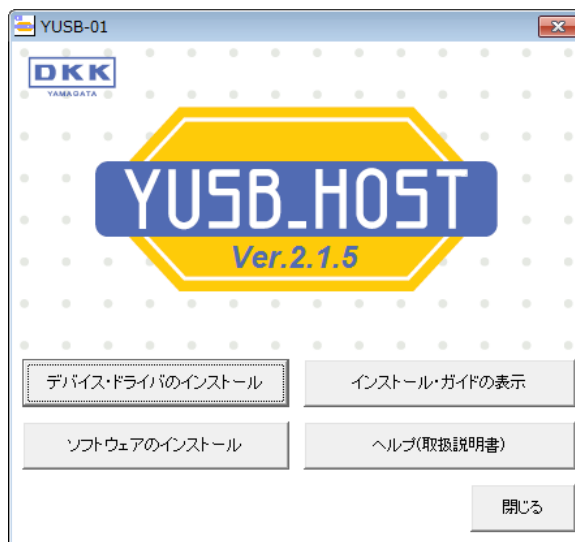 YUSB-01
DKK
YAMAGATA
YUSB_HOST
Ver.2.1.5
デバイス・ドライバのインストール
インストール・ガイドの表示
ソフトウェアのインストール
ヘルプ(取扱説明書)
閉じる